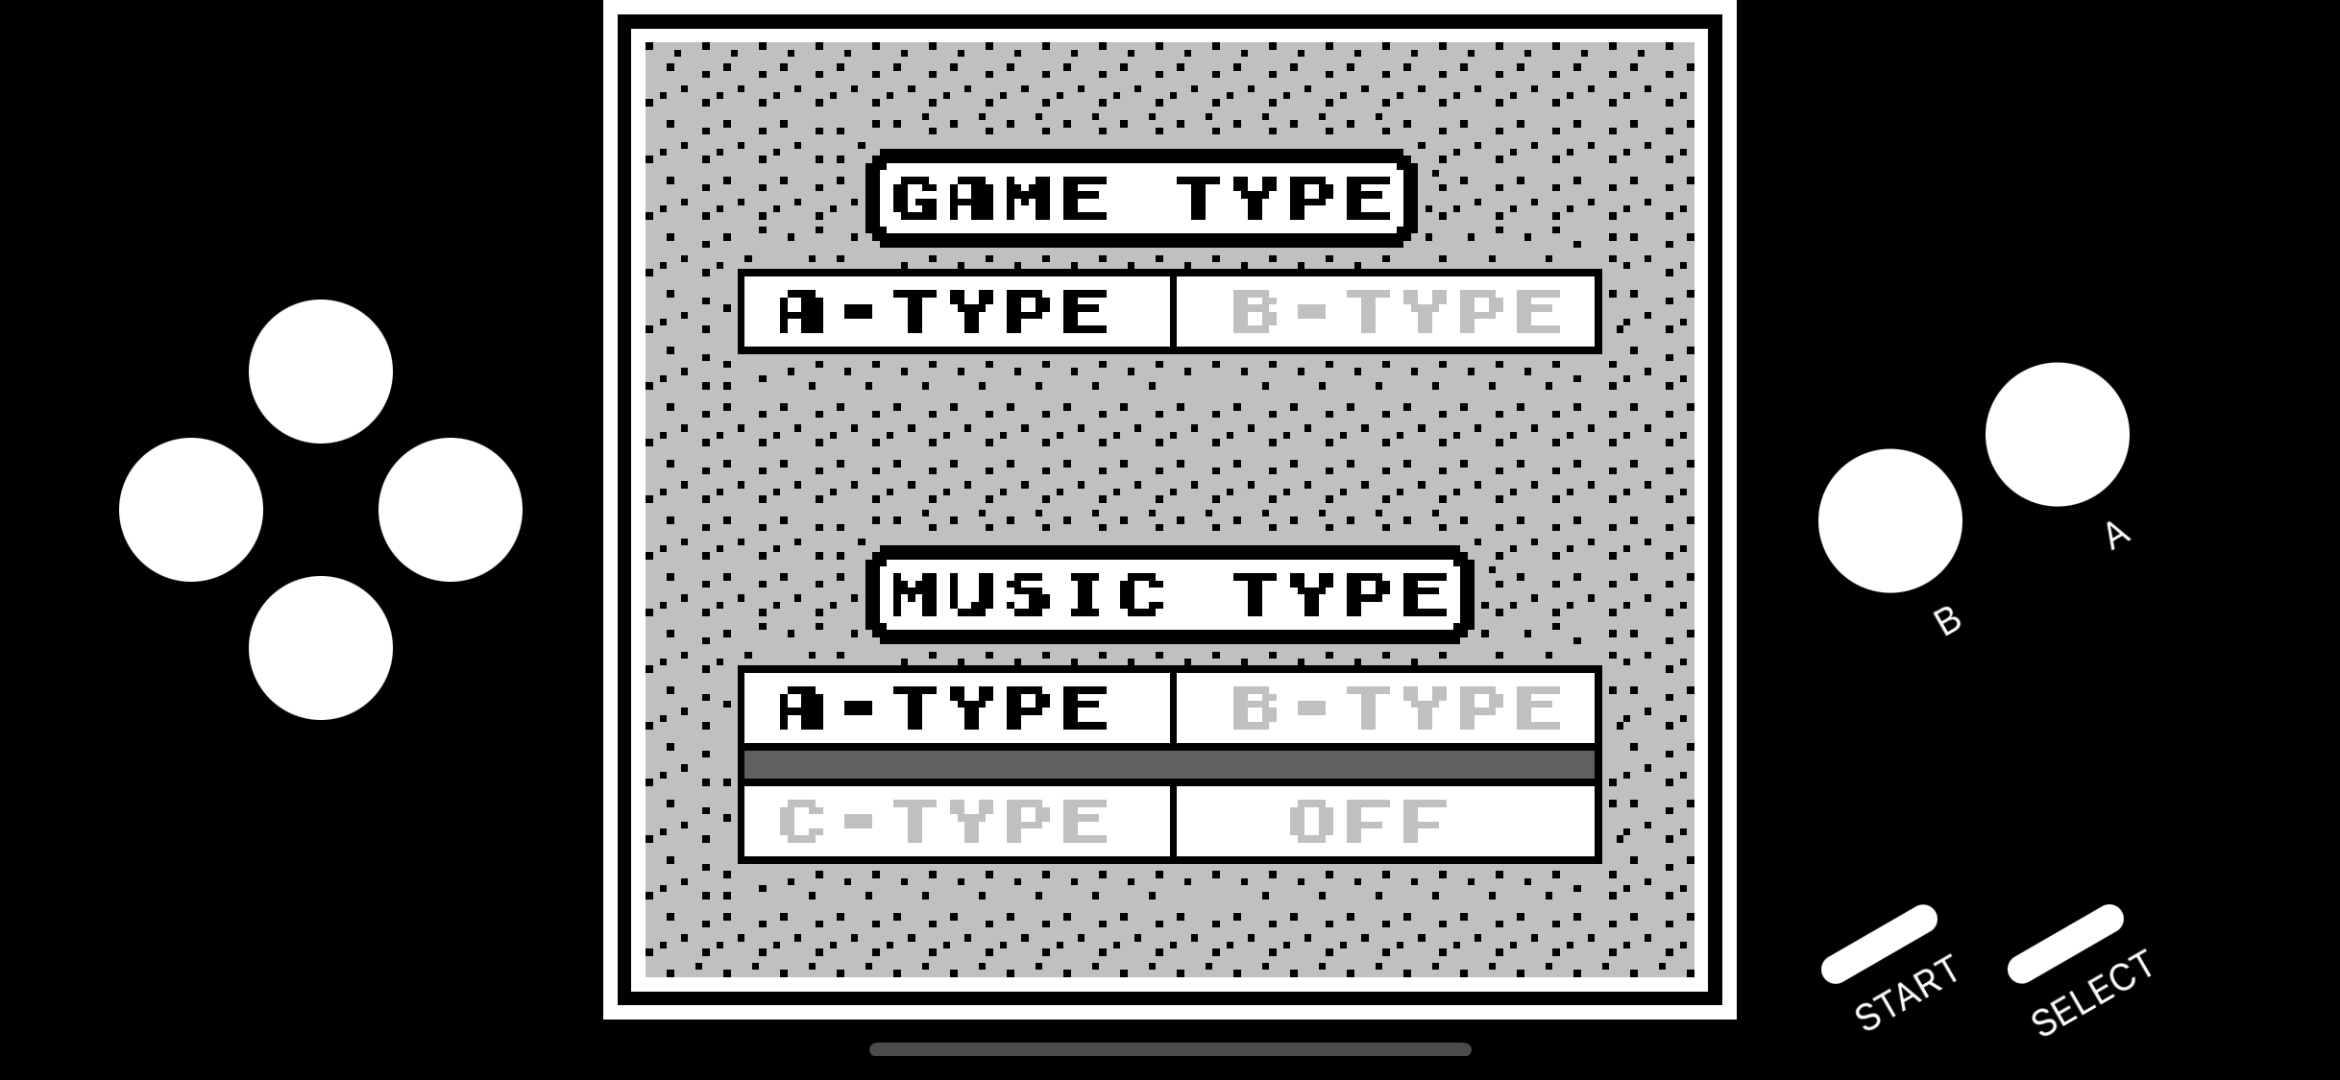 GAME TYPE
A-TYPE B-TYPE
MUSIC TYPE
A-TYPE B-TYPE
C-TYPE OFF
A
B
START SELECT